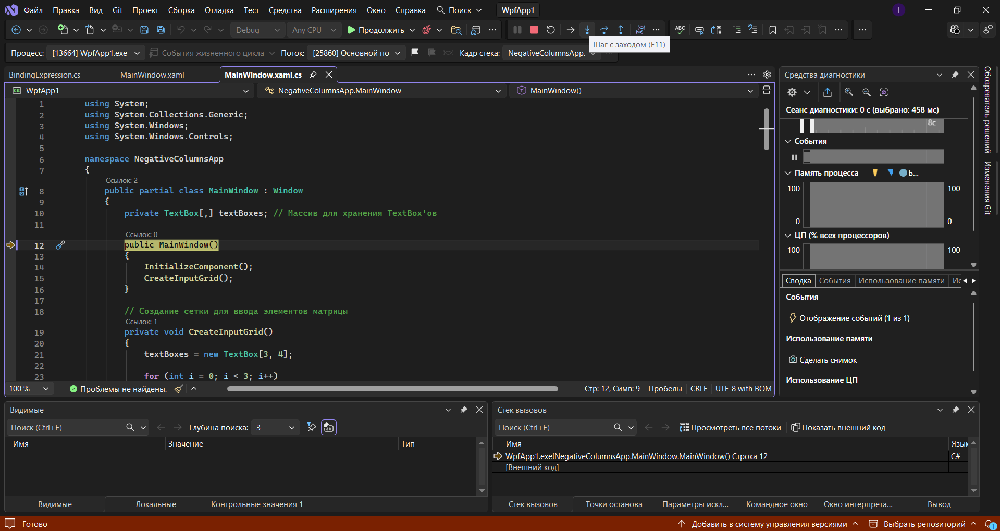 Файл Правка Вид Git Проект Сборка Отладка Тест Средства Расширения Окно Справка Поиск WpfApp1 I
Debug Any CPU Продолжить ABC
Шаг с заходом (F11)
Процесс: [13664] WpfApp1.exe События жизненного цикла Поток: [25860] Основной по Кадр стека: NegativeColumnsApp.
BindingExpression.cs MainWindow.xaml MainWindow.xaml.cs
WpfApp1 NegativeColumnsApp.MainWindow MainWindow()
1 using System;
2 using System.Collections.Generic;
3 using System.Windows;
4 using System.Windows.Controls;
5
6 namespace NegativeColumnsApp
7 {
Ссылок: 2
8 public partial class MainWindow : Window
9 {
10 private TextBox[,] textBoxes; // Массив для хранения TextBox'ов
11
Ссылок: 0
12 public MainWindow()
13 {
14 InitializeComponent();
15 CreateInputGrid();
16 }
17
18 // Создание сетки для ввода элементов матрицы
Ссылок: 1
19 private void CreateInputGrid()
20 {
21 textBoxes = new TextBox[3, 4];
22
23 for (int i = 0; i < 3; i++)
100 % Проблемы не найдены. Стр: 12, Симв: 9 Пробелы CRLF UTF-8 with BOM
Средства диагностики
Сеанс диагностики: 0 с (выбрано: 458 мс)
8с
События
Память процесса Б...
100 100
0 0
ЦП (% всех процессоров)
100 100
Сводка События Использование памяти Ис
События
Отображение событий (1 из 1)
Использование памяти
Сделать снимок
Использование ЦП
Обозреватель решений
Изменения Git
Видимые
Поиск (Ctrl+E) Глубина поиска: 3
Имя Значение Тип
Видимые Локальные Контрольные значения 1
Стек вызовов
Поиск (Ctrl+E) Просмотреть все потоки Показать внешний код
Имя Язык
WpfApp1.exe!NegativeColumnsApp.MainWindow.MainWindow() Строка 12 C#
[Внешний код]
Стек вызовов Точки останова Параметры искл... Командное окно Окно интерпрета... Вывод
Готово Добавить в систему управления версиями Выбрать репозиторий 1